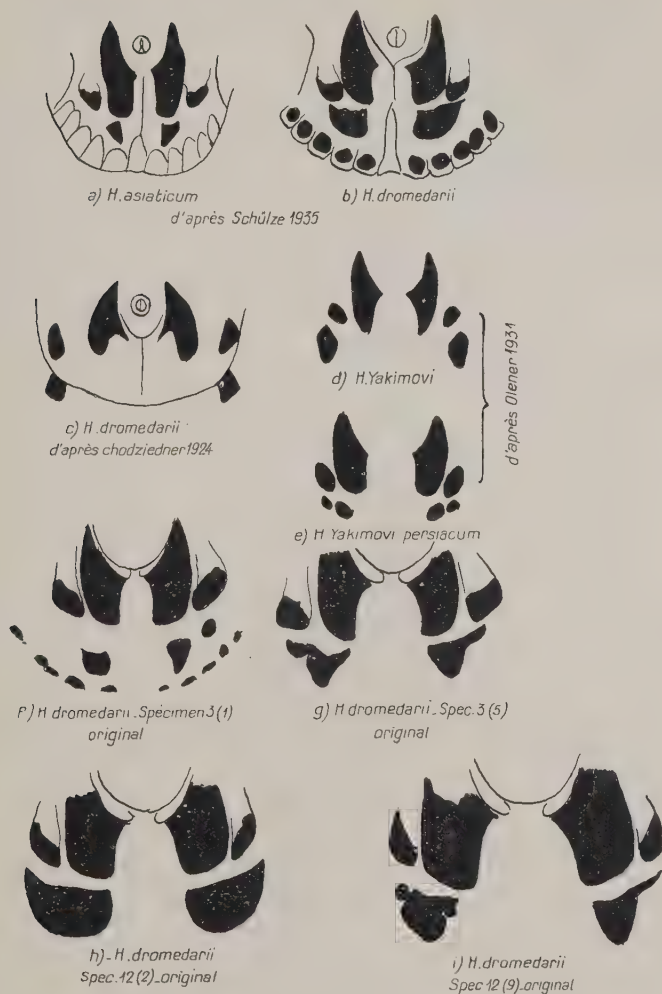 a) H.asiaticum
b) H.dromedarii
d'après Schülze 1935
c) H.dromedarii
d'après chodziedner 1924
d) H.Yakimovi
e) H Yakimovi persiacum
d'après Olener 1931
f) H dromedarii_Spécimen 3 (1)
original
g) H dromedarii_Spec. 3 (5)
original
h)_H.dromedarii
Spec. 12 (2)_original
i) H.dromedarii
Spec 12 (9)_original